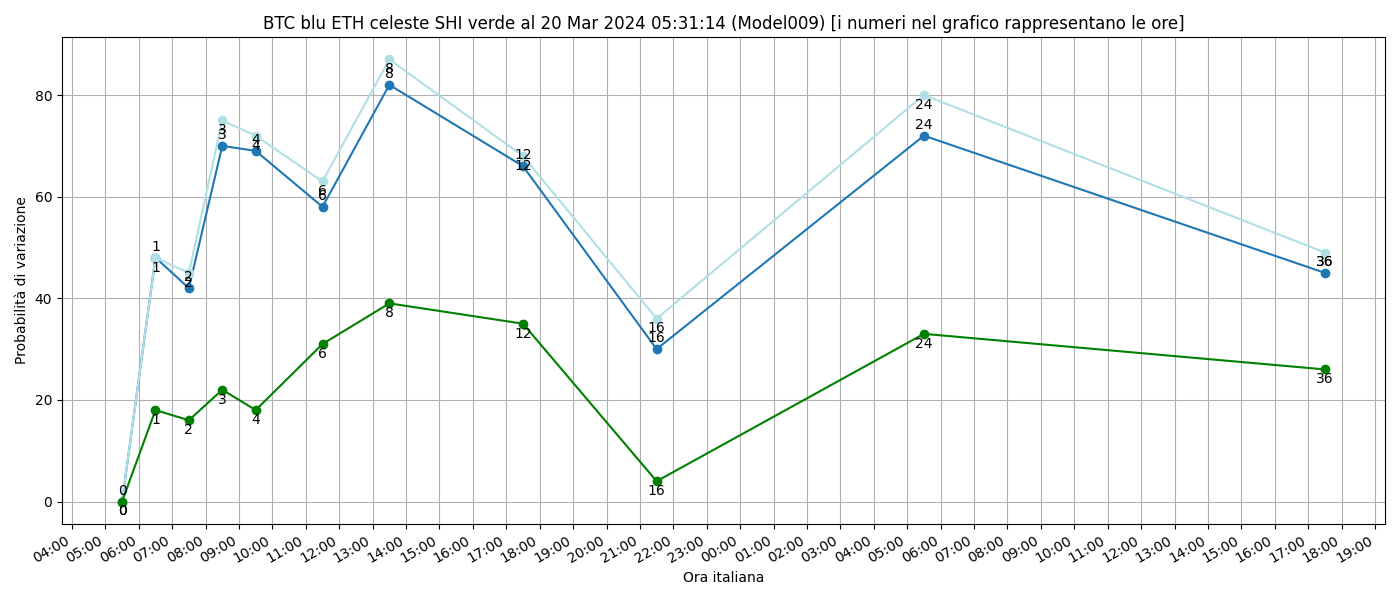 BTC blu ETH celeste SHI verde al 20 Mar 2024 05:31:14 (Model009) [i numeri nel grafico rappresentano le ore]
Probabilità di variazione
80
60
40
20
0
0 1 2 3 4 6 8 12 16 24 36
0 1 2 3 4 6 8 12 16 24 36
0 1 2 3 4 6 8 12 16 24 36
04:00 05:00 06:00 07:00 08:00 09:00 10:00 11:00 12:00 13:00 14:00 15:00 16:00 17:00 18:00 19:00 20:00 21:00 22:00 23:00 00:00 01:00 02:00 03:00 04:00 05:00 06:00 07:00 08:00 09:00 10:00 11:00 12:00 13:00 14:00 15:00 16:00 17:00 18:00 19:00
Ora italiana